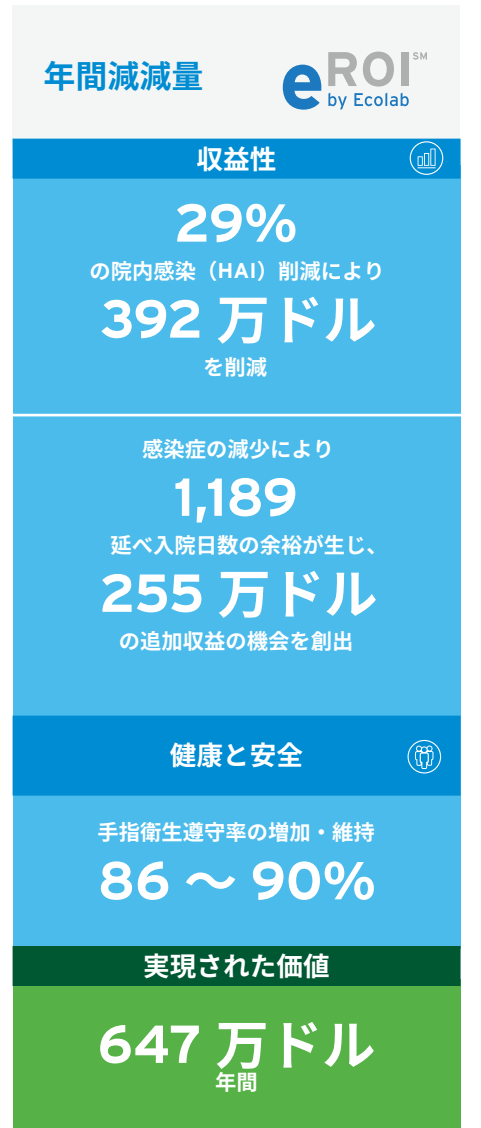 年間減減量
eROI℠
by Ecolab
収益性
29%
の院内感染（HAI）削減により
392 万ドル
を削減
感染症の減少により
1,189
延べ入院日数の余裕が生じ、
255 万ドル
の追加収益の機会を創出
健康と安全
手指衛生遵守率の増加・維持
86 ～ 90%
実現された価値
647 万ドル
年間